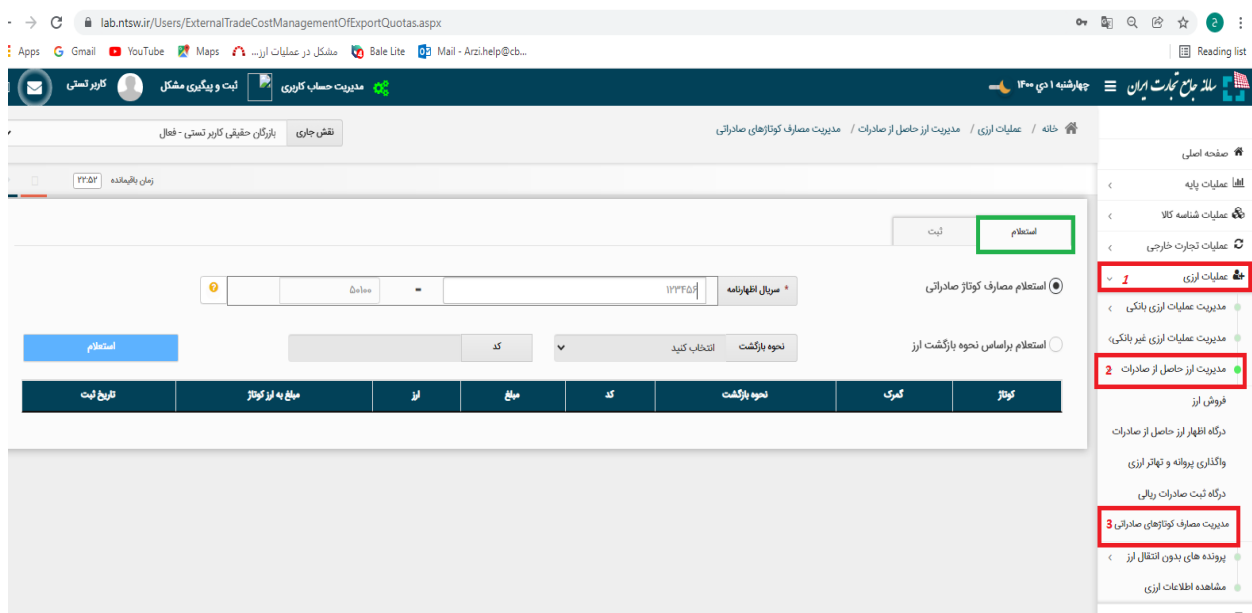 lab.ntsw.ir/Users/ExternalTradeCostManagementOfExportQuotas.aspx
Apps Gmail YouTube Maps مشکل در عملیات ارز... Bale Lite Mail - Arzi.help@cb... Reading list
سامانه جامع تجارت ایران
چهارشنبه ۱ دي ۱۴۰۰
مدیریت حساب کاربری
ثبت و پیگیری مشکل
کاربر تستی
خانه / عملیات ارزی / مدیریت ارز حاصل از صادرات / مدیریت مصارف کوتاژهای صادراتی
نقش جاری بازرگان حقیقی کاربر تستی - فعال
زمان باقیمانده ۲۲:۵۲
صفحه اصلی
عملیات پایه
عملیات شناسه کالا
عملیات تجارت خارجی
عملیات ارزی 1
مدیریت عملیات ارزی بانکی
مدیریت عملیات ارزی غیر بانکی
مدیریت ارز حاصل از صادرات 2
فروش ارز
درگاه اظهار ارز حاصل از صادرات
واگذاری پروانه و تهاتر ارزی
درگاه ثبت صادرات ریالی
مدیریت مصارف کوتاژهای صادراتی 3
پرونده های بدون انتقال ارز
مشاهده اطلاعات ارزی
استعلام ثبت
استعلام مصارف کوتاژ صادراتی
* سریال اظهارنامه ۱۲۳۴۵۶ - ۵۰۱۰۰
استعلام براساس نحوه بازگشت ارز
نحوه بازگشت انتخاب کنید کد استعلام
کوتاژ گمرک نحوه بازگشت کد مبلغ ارز مبلغ به ارز کوتاژ تاریخ ثبت